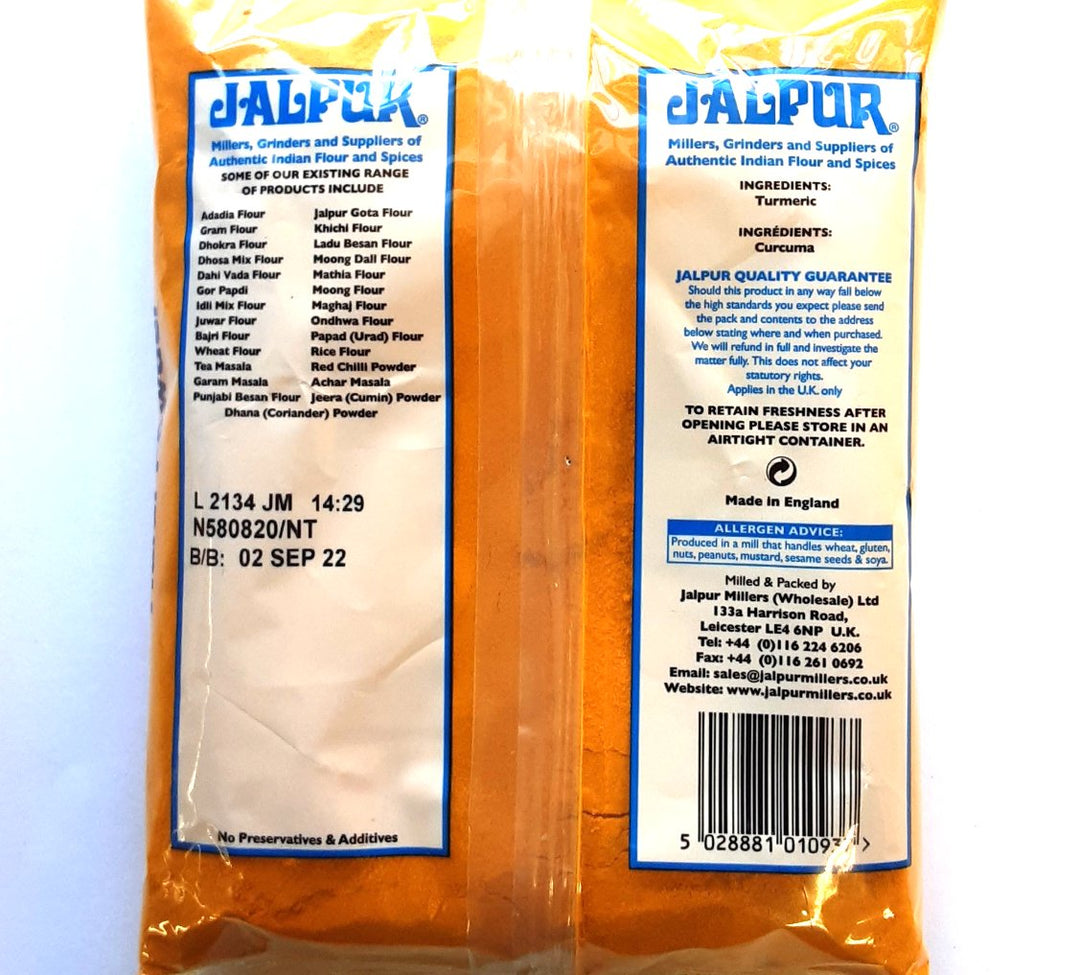 JALPUR®
Millers, Grinders and Suppliers of
Authentic Indian Flour and Spices
SOME OF OUR EXISTING RANGE
OF PRODUCTS INCLUDE
Adadia Flour Jalpur Gota Flour
Gram Flour Khichi Flour
Dhokra Flour Ladu Besan Flour
Dhosa Mix Flour Moong Dall Flour
Dahi Vada Flour Mathia Flour
Gor Papdi Moong Flour
Idli Mix Flour Maghaj Flour
Juwar Flour Ondhwa Flour
Bajri Flour Papad (Urad) Flour
Wheat Flour Rice Flour
Tea Masala Red Chilli Powder
Garam Masala Achar Masala
Punjabi Besan Flour Jeera (Cumin) Powder
Dhana (Coriander) Powder
L 2134 JM 14:29
N580820/NT
B/B: 02 SEP 22
No Preservatives & Additives
JALPUR®
Millers, Grinders and Suppliers of
Authentic Indian Flour and Spices
INGREDIENTS:
Turmeric
INGRÉDIENTS:
Curcuma
JALPUR QUALITY GUARANTEE
Should this product in any way fall below
the high standards you expect please send
the pack and contents to the address
below stating where and when purchased.
We will refund in full and investigate the
matter fully. This does not affect your
statutory rights.
Applies in the U.K. only
TO RETAIN FRESHNESS AFTER
OPENING PLEASE STORE IN AN
AIRTIGHT CONTAINER.
Made in England
ALLERGEN ADVICE:
Produced in a mill that handles wheat, gluten,
nuts, peanuts, mustard, sesame seeds & soya.
Milled & Packed by
Jalpur Millers (Wholesale) Ltd
133a Harrison Road,
Leicester LE4 6NP U.K.
Tel: +44 (0)116 224 6206
Fax: +44 (0)116 261 0692
Email: sales@jalpurmillers.co.uk
Website: www.jalpurmillers.co.uk
5 028881 >